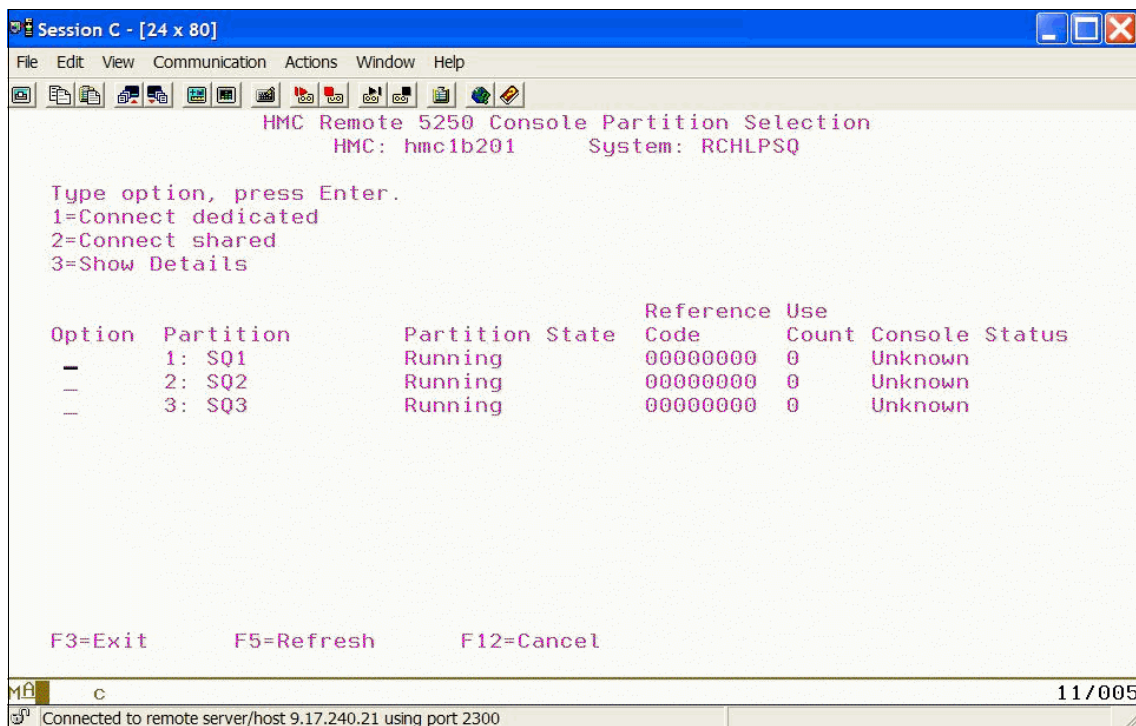 Session C - [24 x 80]
File Edit View Communication Actions Window Help
HMC Remote 5250 Console Partition Selection
HMC: hmc1b201 System: RCHLPSQ
Type option, press Enter.
1=Connect dedicated
2=Connect shared
3=Show Details
Reference Use
Option Partition Partition State Code Count Console Status
_ 1: SQ1 Running 00000000 0 Unknown
_ 2: SQ2 Running 00000000 0 Unknown
_ 3: SQ3 Running 00000000 0 Unknown
F3=Exit F5=Refresh F12=Cancel
MA c 11/005
Connected to remote server/host 9.17.240.21 using port 2300